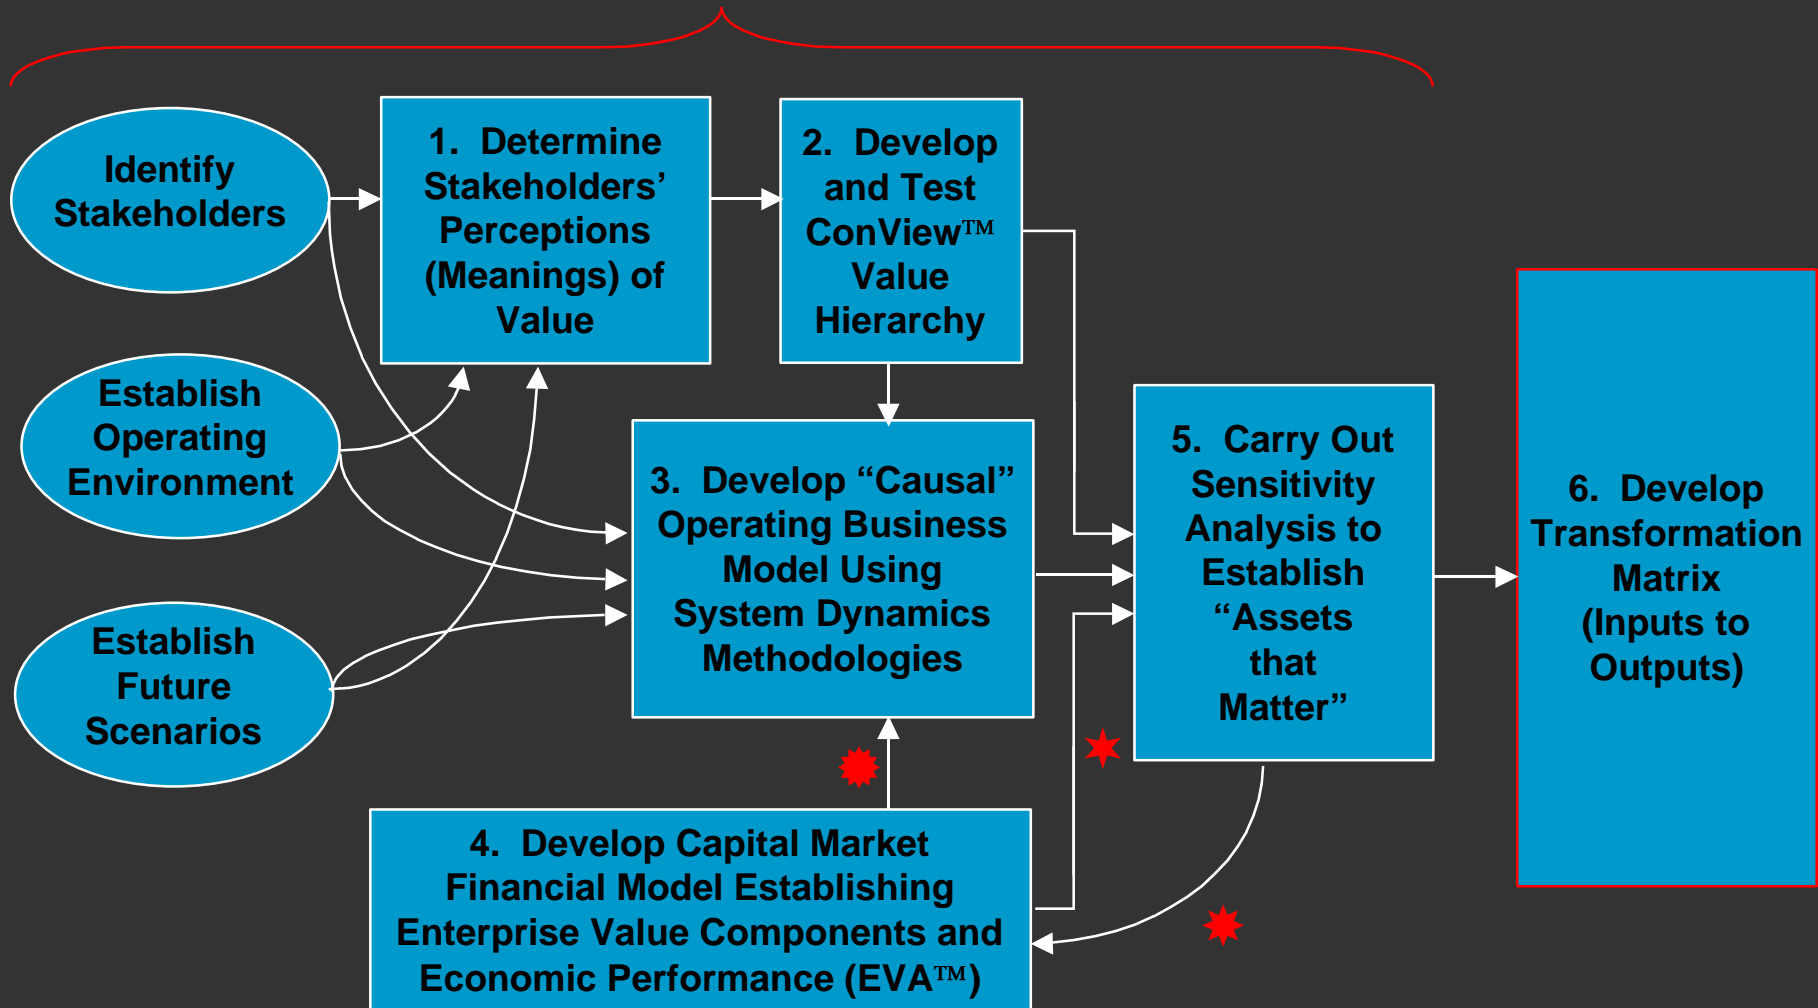 Identify
Stakeholders
1. Determine
Stakeholders’
Perceptions
(Meanings) of
Value
2. Develop
and Test
ConView™
Value
Hierarchy
Establish
Operating
Environment
3. Develop “Causal”
Operating Business
Model Using
System Dynamics
Methodologies
5. Carry Out
Sensitivity
Analysis to
Establish
“Assets
that
Matter”
6. Develop
Transformation
Matrix
(Inputs to
Outputs)
Establish
Future
Scenarios
4. Develop Capital Market
Financial Model Establishing
Enterprise Value Components and
Economic Performance (EVA™)